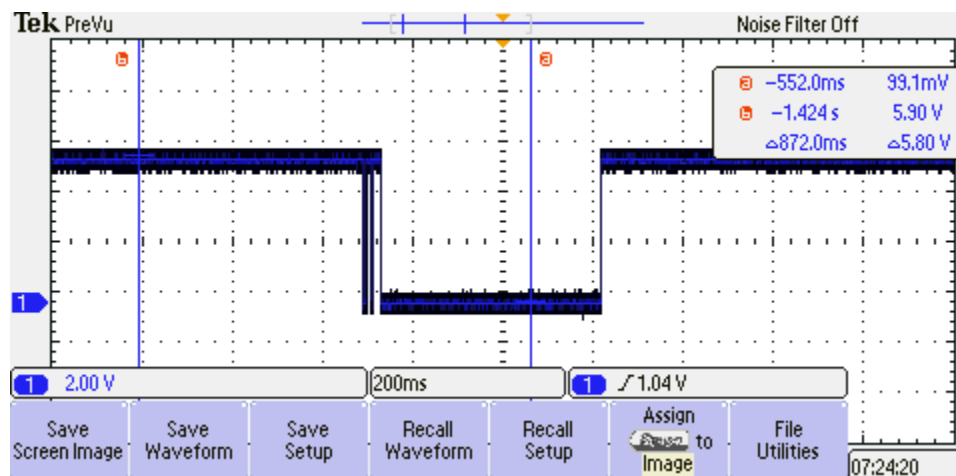 Tek PreVu
Noise Filter Off
b
a
a -552.0ms 99.1mV
b -1.424 s 5.90 V
△872.0ms △5.80 V
1
1 2.00 V
200ms
1 1.04 V
Save Screen Image
Save Waveform
Save Setup
Recall Waveform
Recall Setup
Assign
to
Image
File Utilities
07:24:20